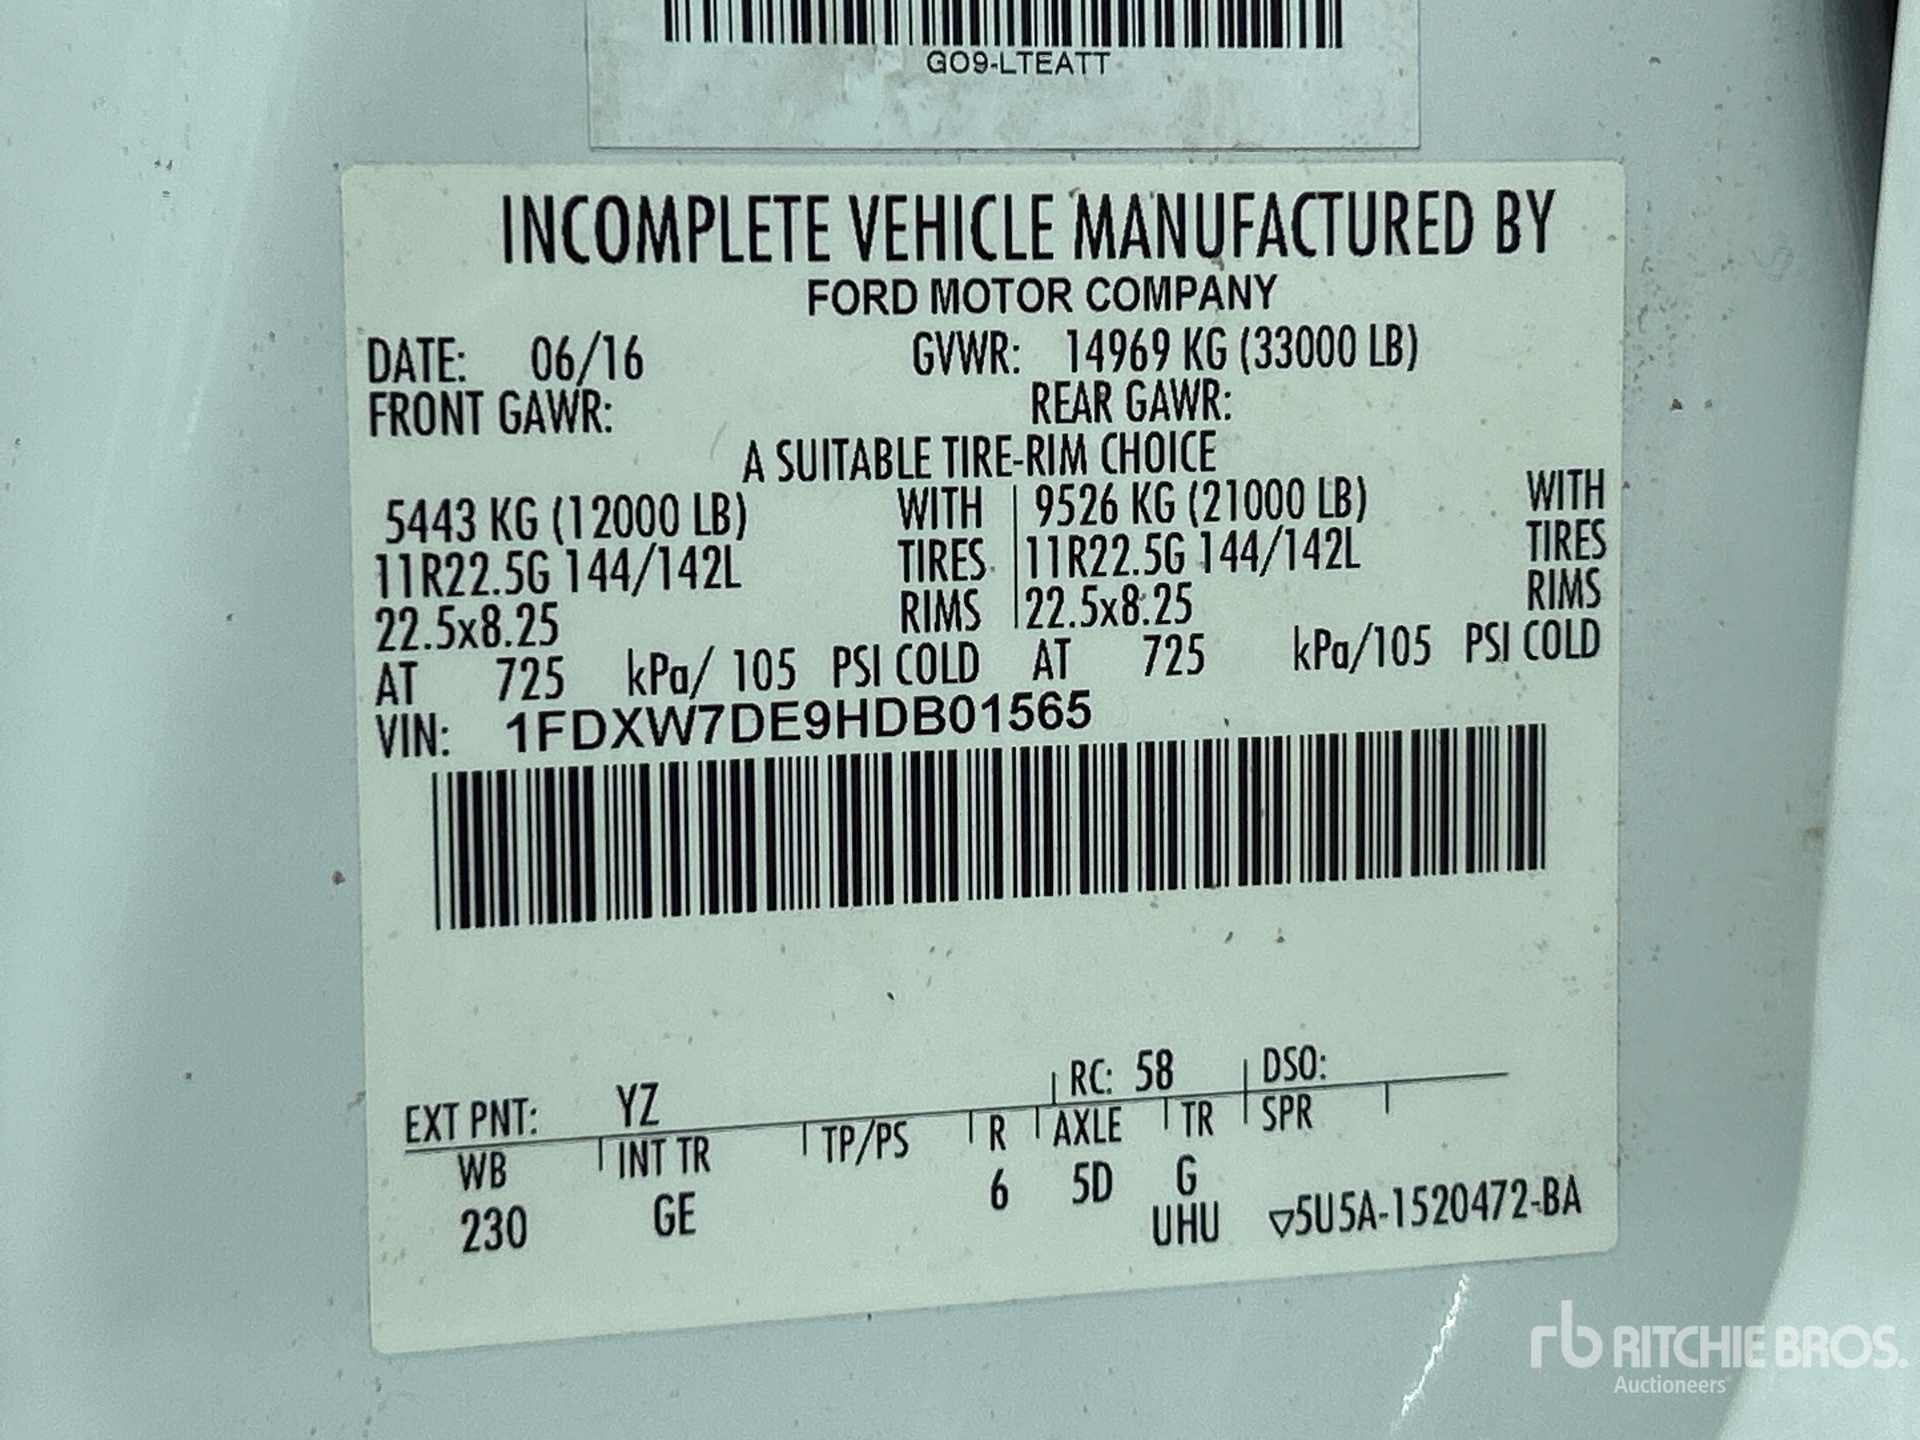 GO9-LTEATT
INCOMPLETE VEHICLE MANUFACTURED BY
FORD MOTOR COMPANY
DATE: 06/16 GVWR: 14969 KG (33000 LB)
FRONT GAWR: REAR GAWR:
A SUITABLE TIRE-RIM CHOICE
5443 KG (12000 LB) WITH 9526 KG (21000 LB) WITH
11R22.5G 144/142L TIRES 11R22.5G 144/142L TIRES
22.5x8.25 RIMS 22.5x8.25 RIMS
AT 725 kPa/ 105 PSI COLD AT 725 kPa/105 PSI COLD
VIN: 1FDXW7DE9HDB01565
EXT PNT: YZ RC: 58 DSO:
WB INT TR TP/PS R AXLE TR SPR
230 GE 6 5D G
UHU ▽5U5A-1520472-BA
rb RITCHIE BROS.
Auctioneers